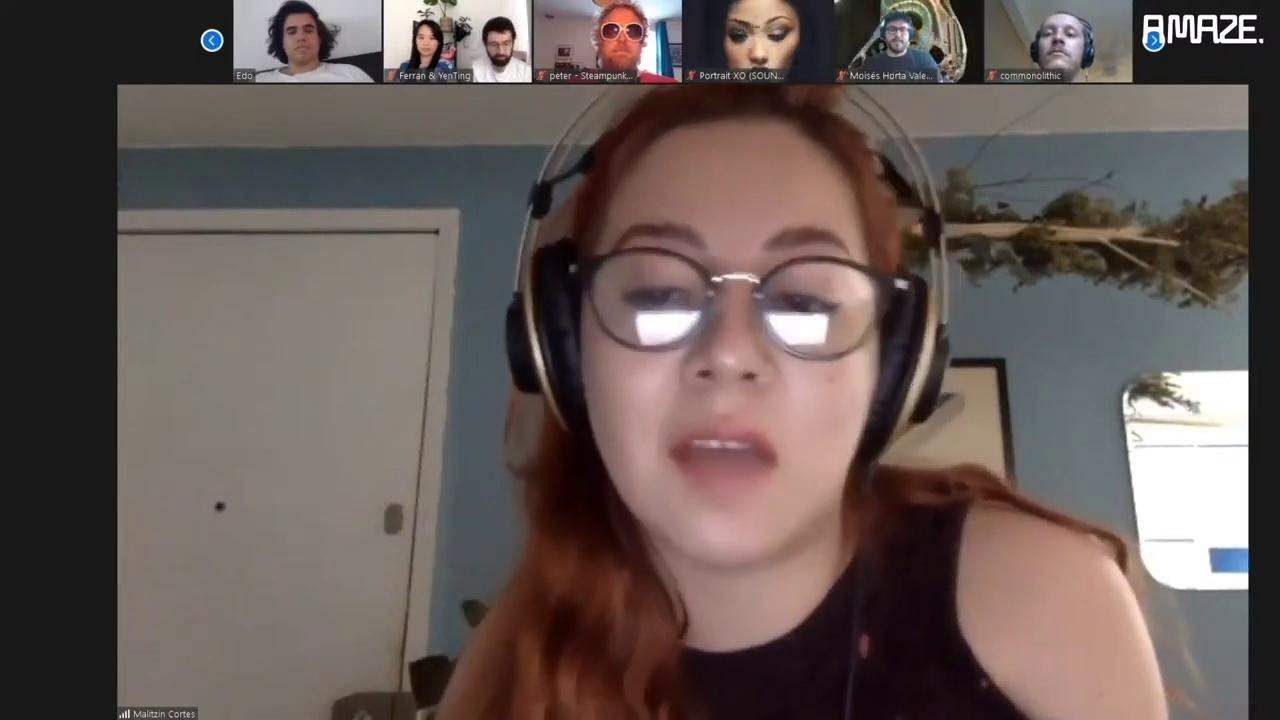 Edo
Ferran & YenTing
peter - Steampunk...
Portrait XO (SOUN...
Moisés Horta Vale...
commonolithic
AMAZE.
Malitzin Cortes